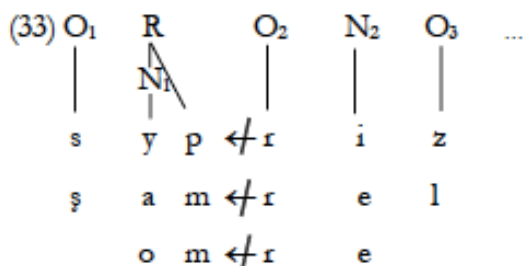 (33) O₁ R O₂ N₂ O₃ ...
N₁
s y p ↚ r i z
ş a m ↚ r e l
o m ↚ r e